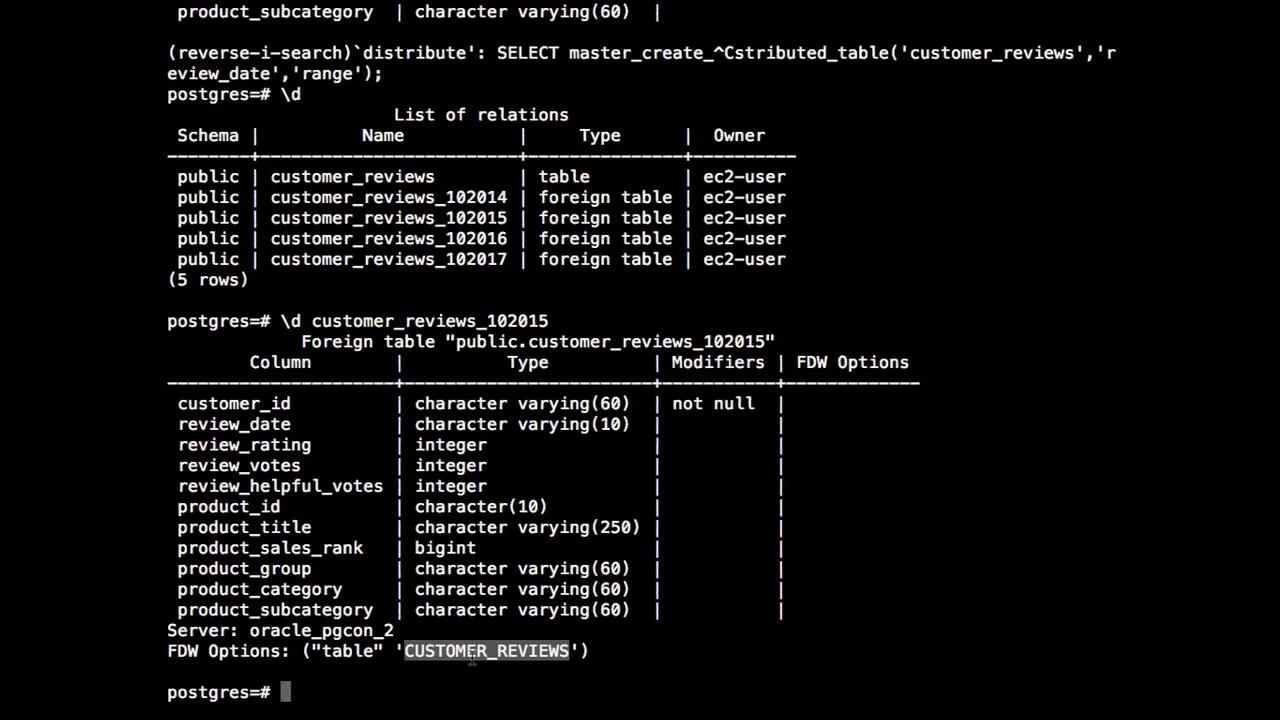 product_subcategory  | character varying(60)  |
(reverse-i-search)`distribute': SELECT master_create_^Cstributed_table('customer_reviews','r
eview_date','range');
postgres=# \d
                      List of relations
 Schema |          Name           |     Type      |  Owner
--------+-------------------------+---------------+----------
 public | customer_reviews        | table         | ec2-user
 public | customer_reviews_102014 | foreign table | ec2-user
 public | customer_reviews_102015 | foreign table | ec2-user
 public | customer_reviews_102016 | foreign table | ec2-user
 public | customer_reviews_102017 | foreign table | ec2-user
(5 rows)
postgres=# \d customer_reviews_102015
             Foreign table "public.customer_reviews_102015"
        Column        |          Type          | Modifiers | FDW Options
----------------------+------------------------+-----------+-------------
 customer_id          | character varying(60)  | not null  |
 review_date          | character varying(10)  |           |
 review_rating        | integer                |           |
 review_votes         | integer                |           |
 review_helpful_votes | integer                |           |
 product_id           | character(10)          |           |
 product_title        | character varying(250) |           |
 product_sales_rank   | bigint                 |           |
 product_group        | character varying(60)  |           |
 product_category     | character varying(60)  |           |
 product_subcategory  | character varying(60)  |           |
Server: oracle_pgcon_2
FDW Options: ("table" 'CUSTOMER_REVIEWS')
postgres=#